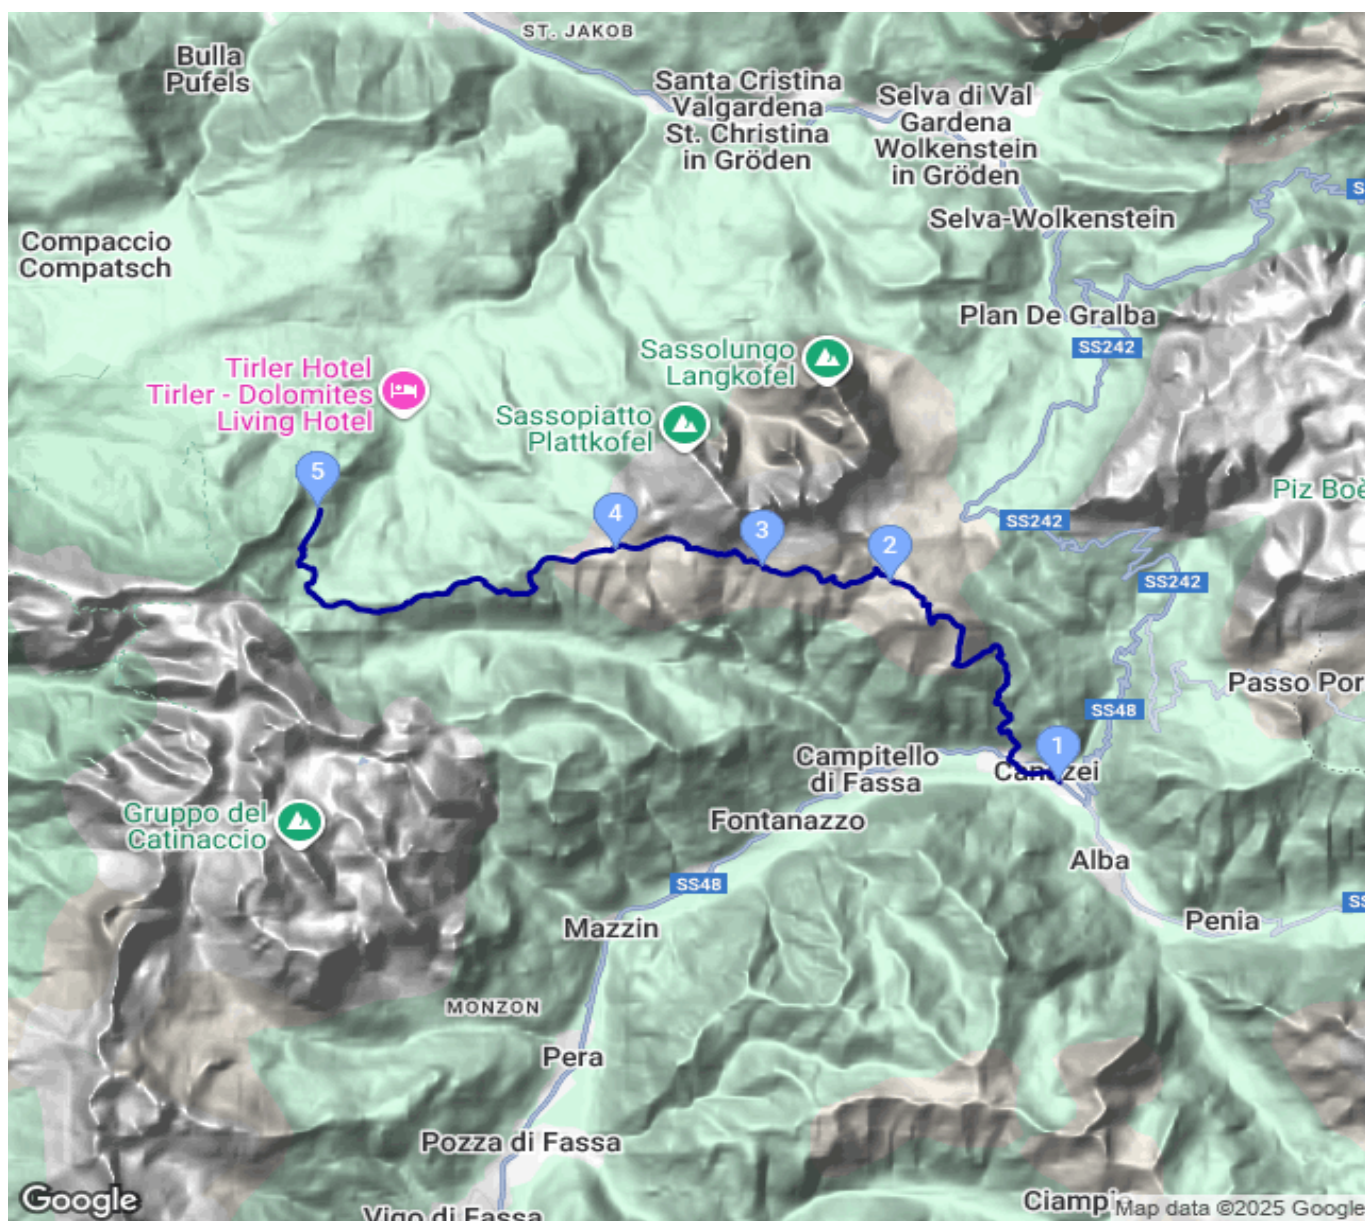 ST. JAKOB
Bulla
Pufels
Santa Cristina
Valgardena
St. Christina
in Gröden
Selva di Val
Gardena
Wolkenstein
in Gröden
Selva-Wolkenstein
Compaccio
Compatsch
Plan De Gralba
SS242
Sassolungo
Langkofel
Tirler Hotel
Tirler - Dolomites
Living Hotel
Sassopiatto
Plattkofel
5
4
3
2
Piz Boè
SS242
SS242
Passo Por
SS48
1
Canazei
Campitello
di Fassa
Gruppo del
Catinaccio
Fontanazzo
Alba
SS48
Penia
Mazzin
MONZON
Pera
Pozza di Fassa
Vigo di Fassa
Google
Map data ©2025 Google